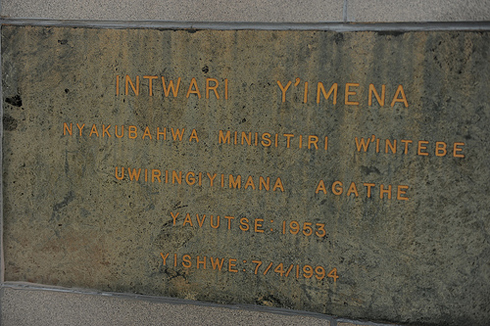 INTWARI Y'IMENA
NYAKUBAHWA MINISITIRI W'INTEBE
UWIRINGIYIMANA AGATHE
YAVUTSE:1953
YISHWE:7/4/1994